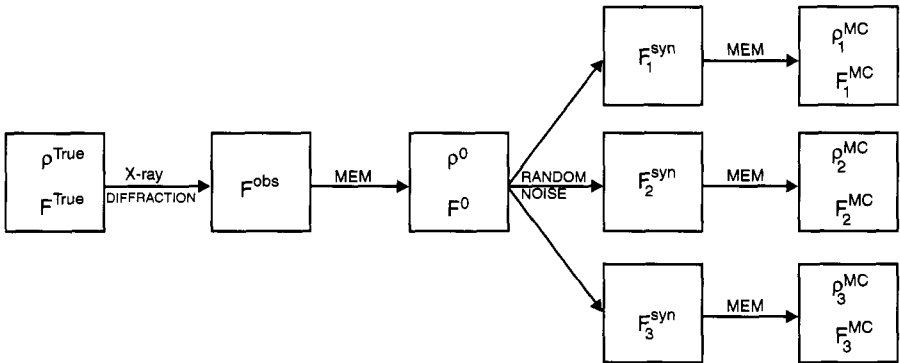 ρ^True
F^True
X-ray
DIFFRACTION
F^obs
MEM
ρ^0
F^0
RANDOM
NOISE
F_1^syn
MEM
ρ_1^MC
F_1^MC
F_2^syn
MEM
ρ_2^MC
F_2^MC
F_3^syn
MEM
ρ_3^MC
F_3^MC